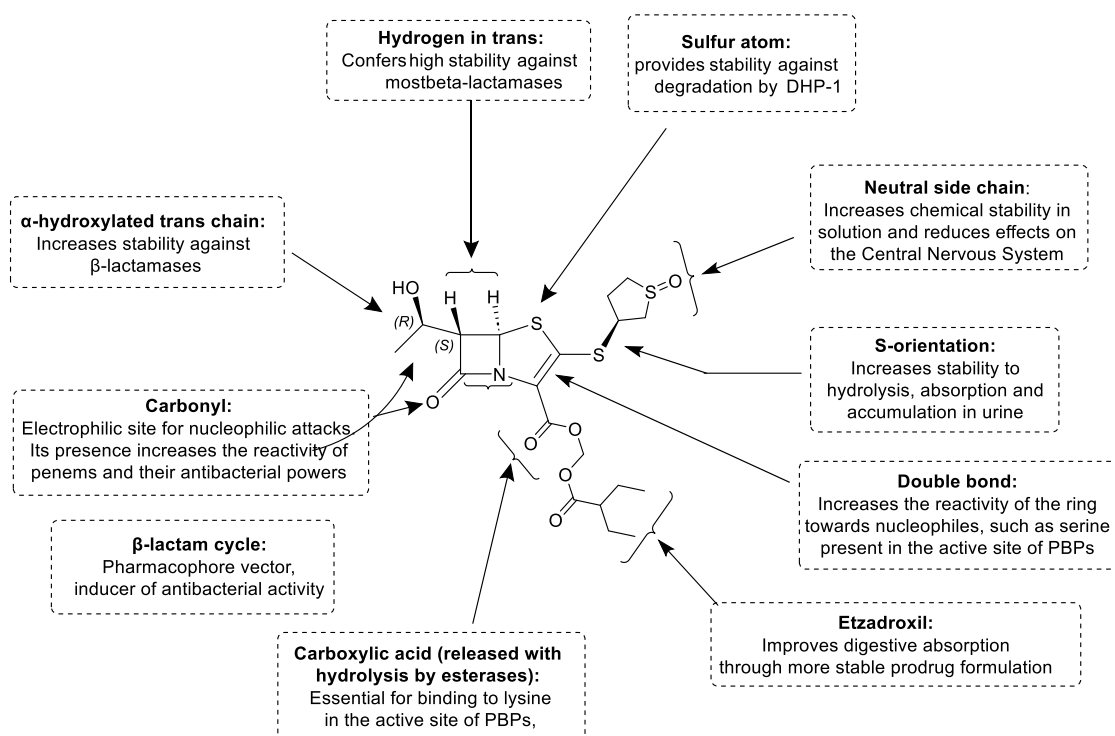 Hydrogen in trans:
Confers high stability against
mostbeta-lactamases
Sulfur atom:
provides stability against
degradation by DHP-1
α-hydroxylated trans chain:
Increases stability against
β-lactamases
Neutral side chain:
Increases chemical stability in
solution and reduces effects on
the Central Nervous System
HO
H
H
(R)
(S)
S
S
O
S
N
O
O
O
O
O
S-orientation:
Increases stability to
hydrolysis, absorption and
accumulation in urine
Carbonyl:
Electrophilic site for nucleophilic attacks.
Its presence increases the reactivity of
penems and their antibacterial powers
Double bond:
Increases the reactivity of the ring
towards nucleophiles, such as serine
present in the active site of PBPs
β-lactam cycle:
Pharmacophore vector,
inducer of antibacterial activity
Etzadroxil:
Improves digestive absorption
through more stable prodrug formulation
Carboxylic acid (released with
hydrolysis by esterases):
Essential for binding to lysine
in the active site of PBPs,